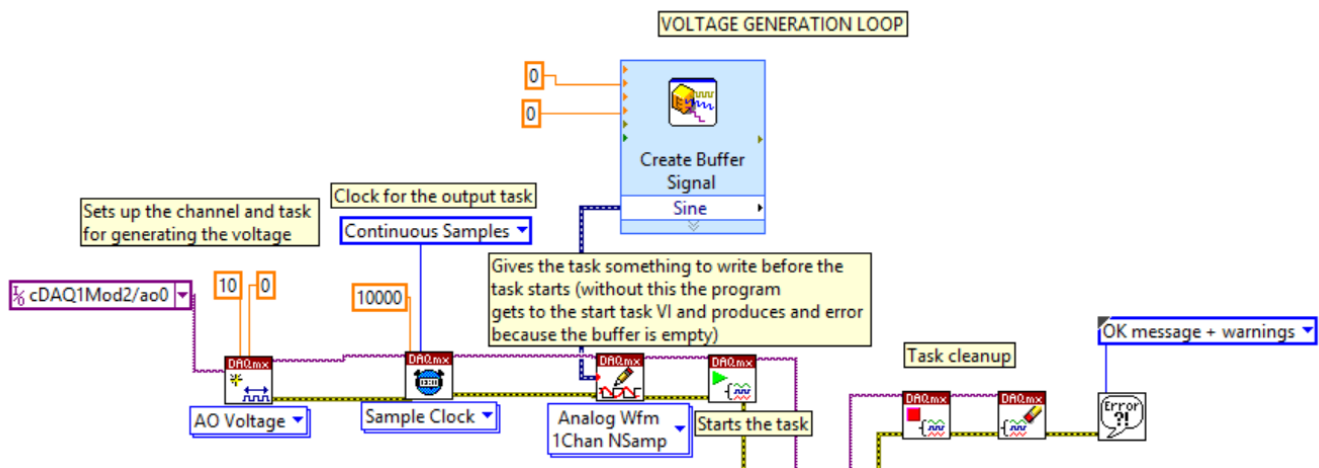 VOLTAGE GENERATION LOOP
0
0
Create Buffer
Signal
Sine
Clock for the output task
Continuous Samples
Sets up the channel and task
for generating the voltage
Gives the task something to write before the
task starts (without this the program
gets to the start task VI and produces and error
because the buffer is empty)
cDAQ1Mod2/ao0
10
0
10000
OK message + warnings
Task cleanup
DAQmx
DAQmx
DAQmx
DAQmx
DAQmx
DAQmx
Error
?!
AO Voltage
Sample Clock
Analog Wfm
1Chan NSamp
Starts the task